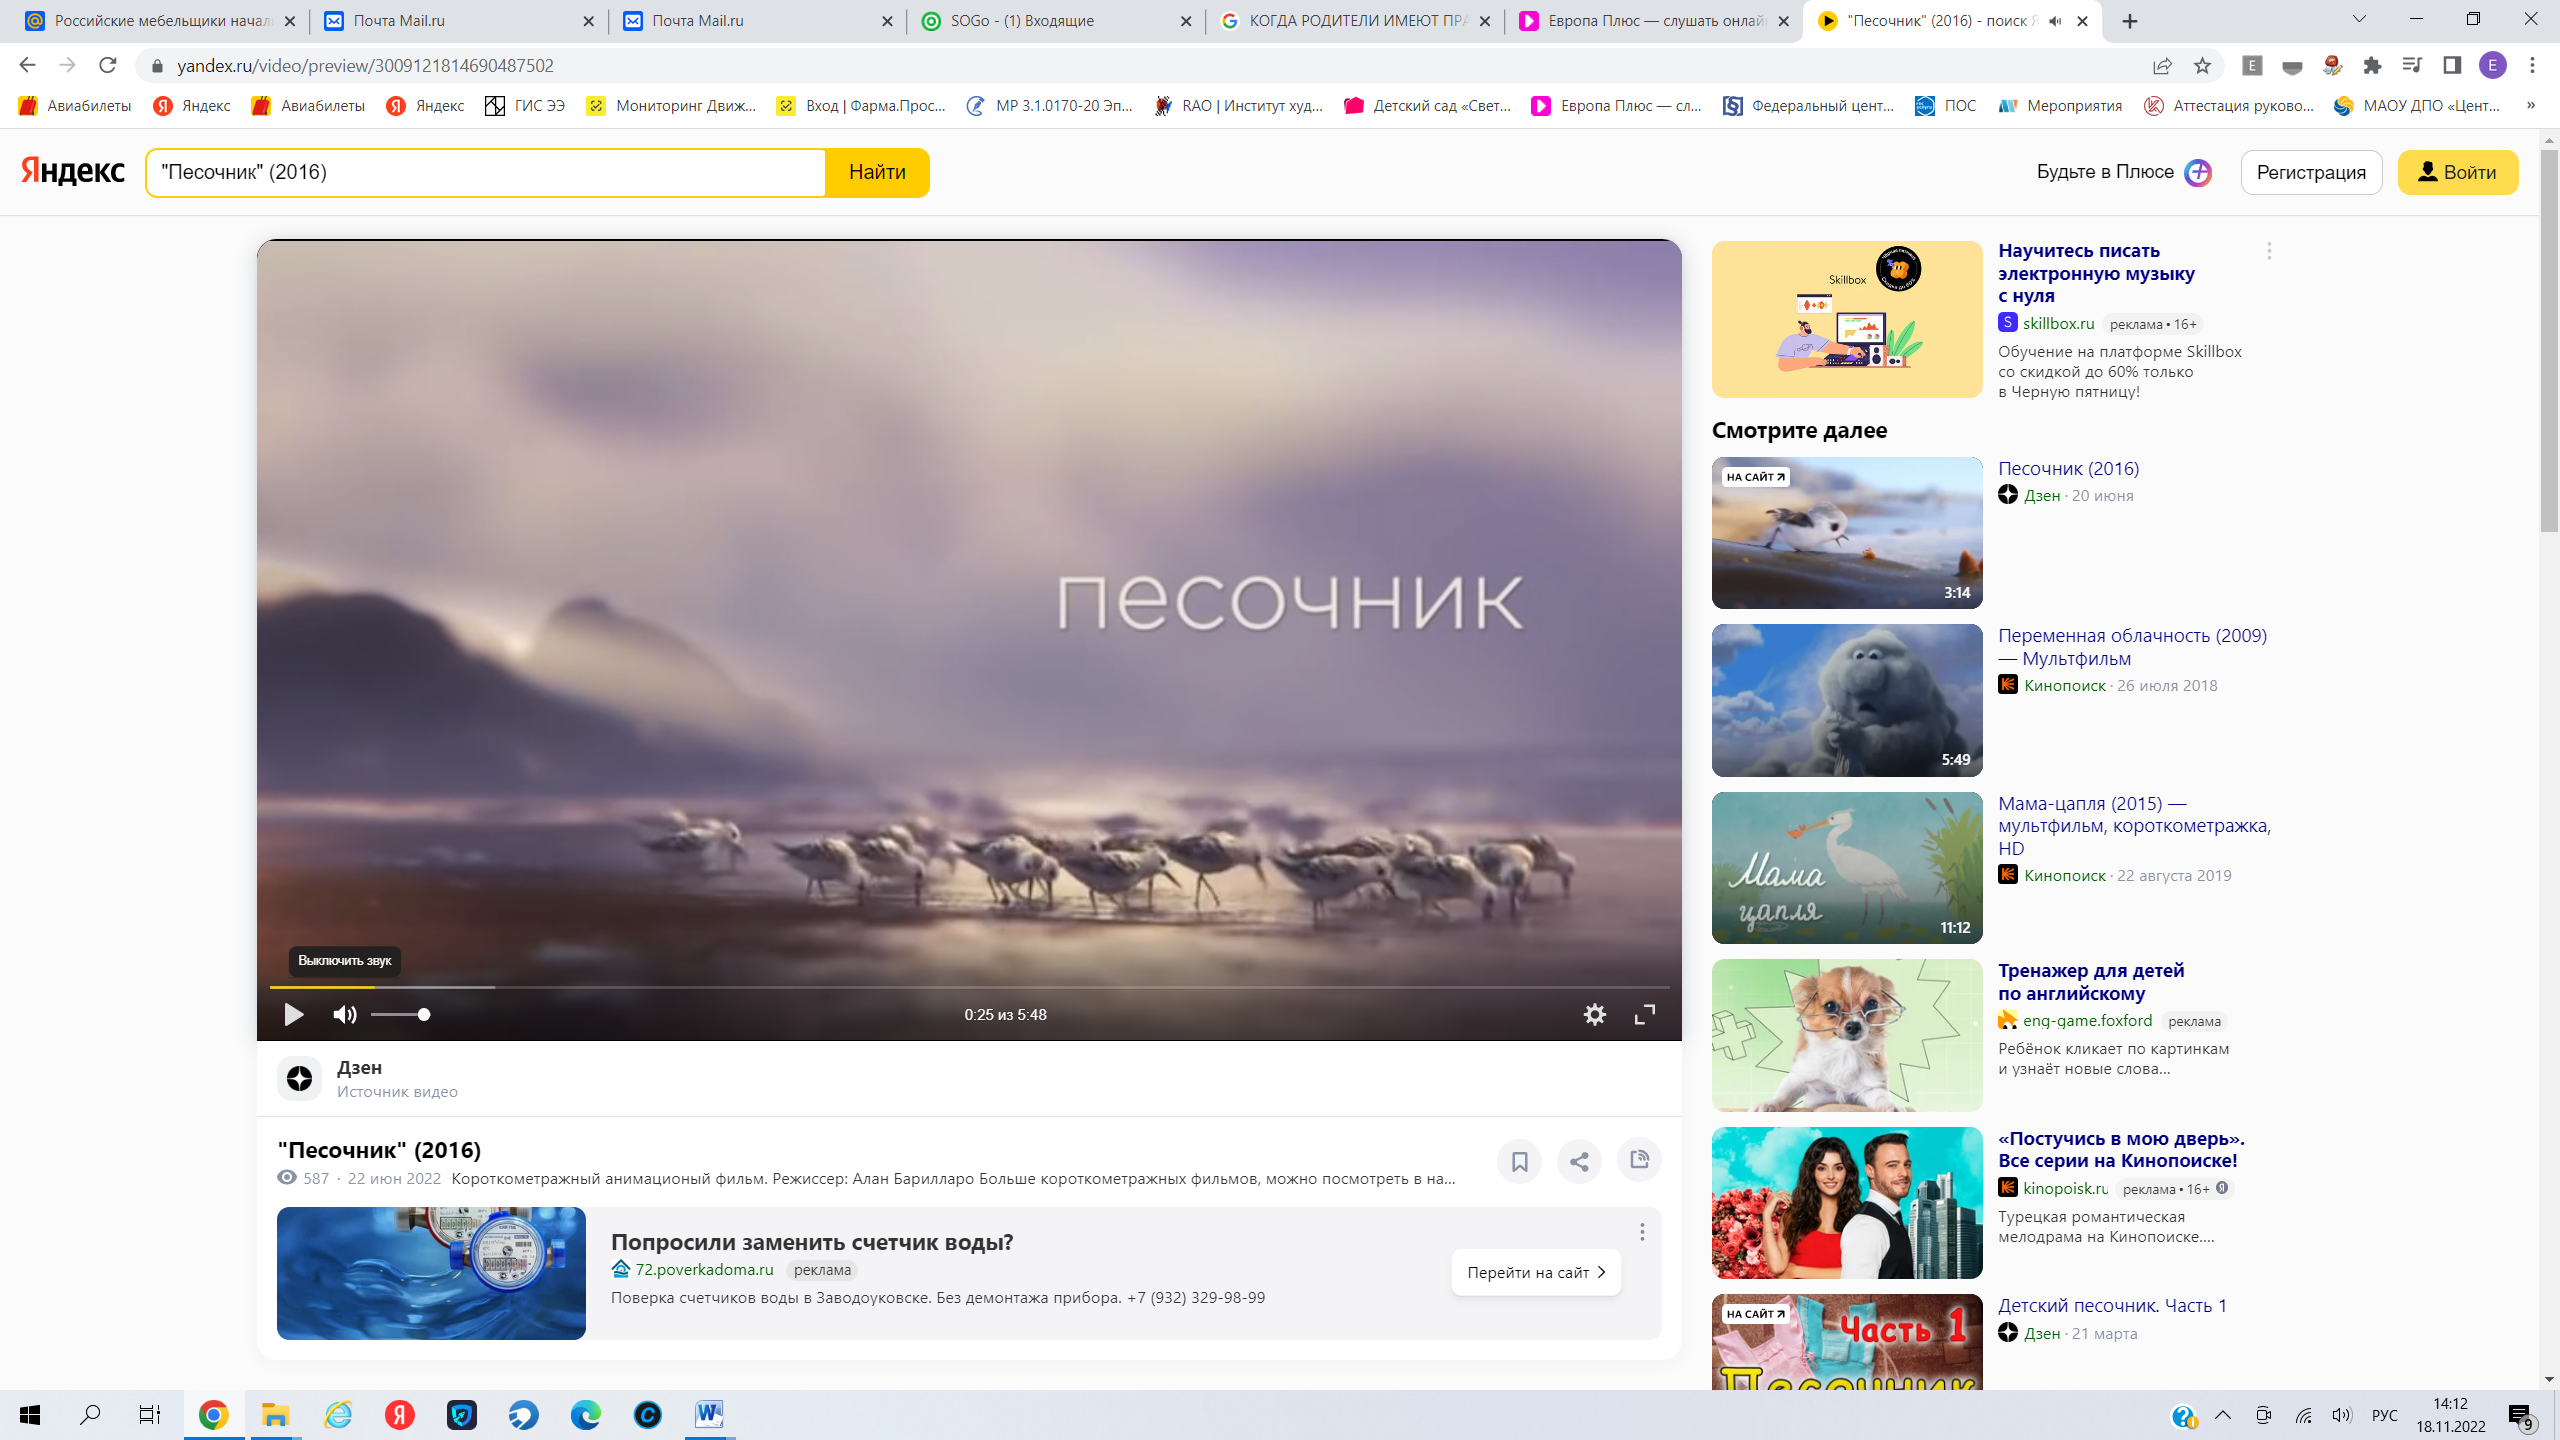 Российские мебельщики начал
Почта Mail.ru
Почта Mail.ru
SOGo - (1) Входящие
КОГДА РОДИТЕЛИ ИМЕЮТ ПРА
Европа Плюс — слушать онлай
"Песочник" (2016) - поиск Я
yandex.ru/video/preview/3009121814690487502
E
E
Авиабилеты
Яндекс
Авиабилеты
Яндекс
ГИС ЭЭ
Мониторинг Движ...
Вход | Фарма.Прос...
МР 3.1.0170-20 Эп...
RAO | Институт худ...
Детский сад «Свет...
Европа Плюс — сл...
Федеральный цент...
ПОС
Мероприятия
Аттестация руково...
МАОУ ДПО «Цент...
»
Яндекс
"Песочник" (2016)
Найти
Будьте в Плюсе
Регистрация
Войти
песочник
Выключить звук
0:25 из 5:48
Дзен
Источник видео
"Песочник" (2016)
587 · 22 июн 2022 Короткометражный анимационый фильм. Режиссер: Алан Барилларо Больше короткометражных фильмов, можно посмотреть в на...
Попросили заменить счетчик воды?
72.poverkadoma.ru реклама
Поверка счетчиков воды в Заводоуковске. Без демонтажа прибора. +7 (932) 329-98-99
Перейти на сайт
Skillbox
Научитесь писать
электронную музыку
с нуля
S skillbox.ru реклама • 16+
Обучение на платформе Skillbox
со скидкой до 60% только
в Черную пятницу!
Смотрите далее
НА САЙТ
3:14
Песочник (2016)
Дзен · 20 июня
5:49
Переменная облачность (2009)
— Мультфильм
Кинопоиск · 26 июля 2018
Мама
цапля
11:12
Мама-цапля (2015) —
мультфильм, короткометражка,
HD
Кинопоиск · 22 августа 2019
Тренажер для детей
по английскому
eng-game.foxford реклама
Ребёнок кликает по картинкам
и узнаёт новые слова...
«Постучись в мою дверь».
Все серии на Кинопоиске!
kinopoisk.ru реклама • 16+
Турецкая романтическая
мелодрама на Кинопоиске....
НА САЙТ
Часть 1
Песочник
Детский песочник. Часть 1
Дзен · 21 марта
РУС
14:12
18.11.2022
9